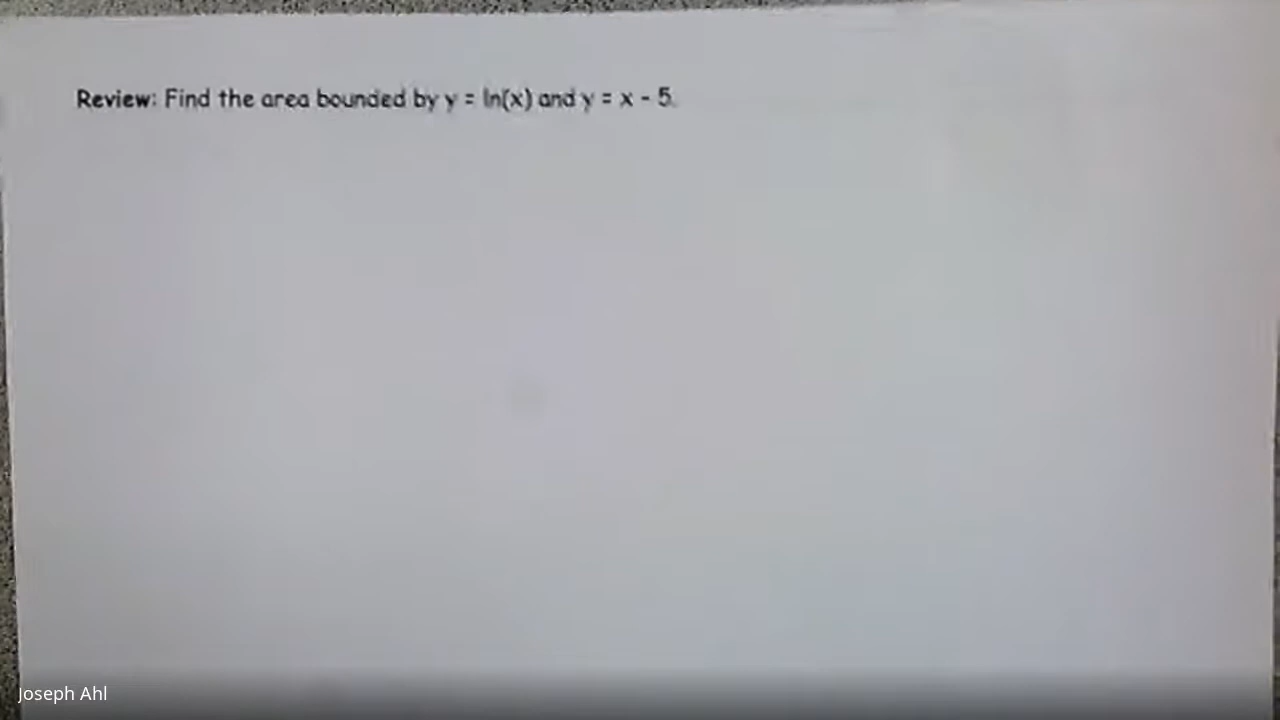 Review: Find the area bounded by y = ln(x) and y = x - 5.
Joseph Ahl